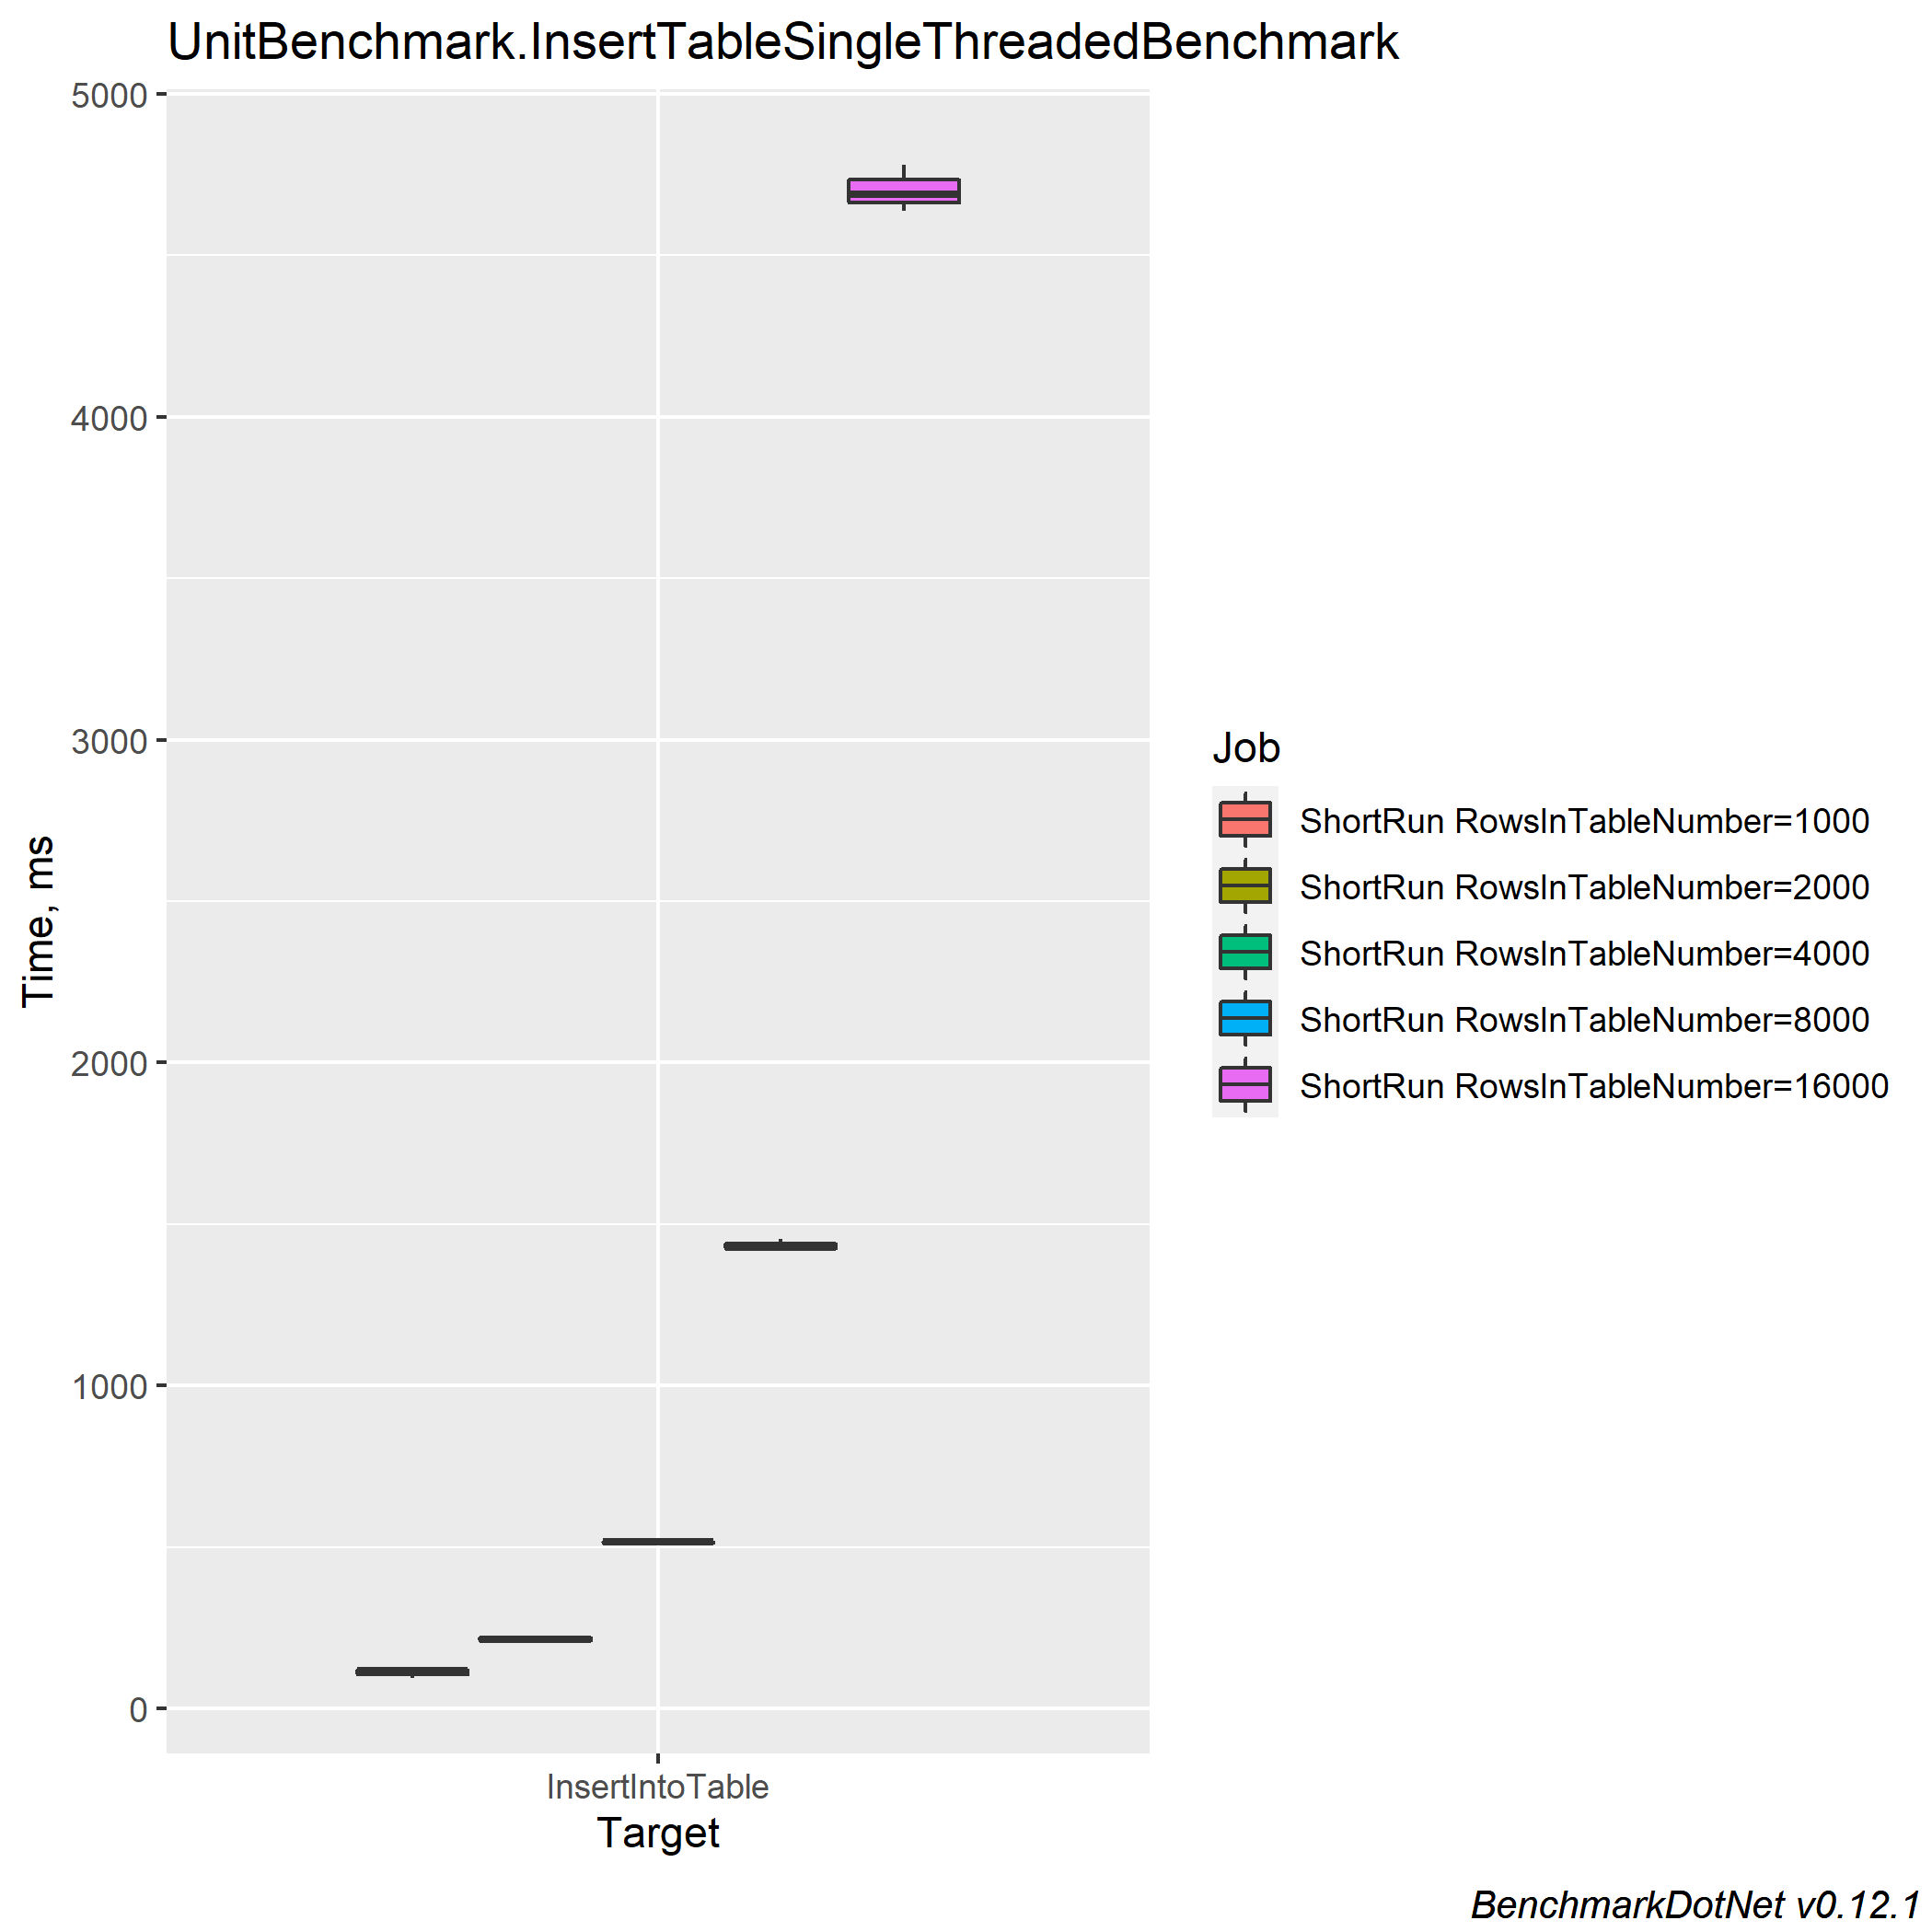 UnitBenchmark.InsertTableSingleThreadedBenchmark
5000
4000
3000
2000
1000
0
Time, ms
InsertIntoTable
Target
Job
ShortRun RowsInTableNumber=1000
ShortRun RowsInTableNumber=2000
ShortRun RowsInTableNumber=4000
ShortRun RowsInTableNumber=8000
ShortRun RowsInTableNumber=16000
BenchmarkDotNet v0.12.1